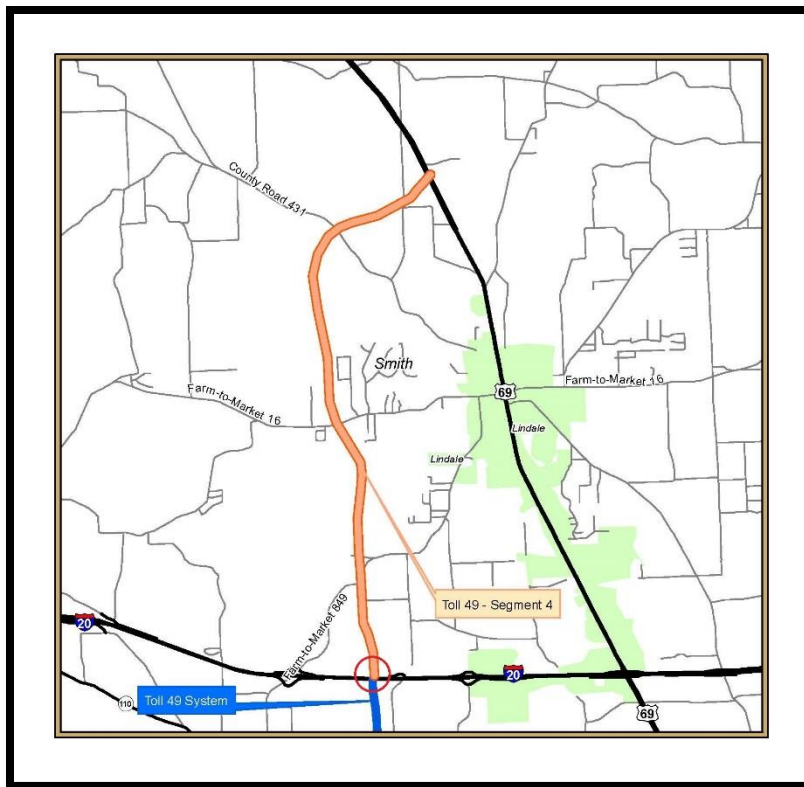 County Road 431
Smith
Farm-to-Market 16
69
Farm-to-Market 16
Lindale
Lindale
Toll 49 - Segment 4
Farm-to-Market 849
20
20
110
Toll 49 System
69